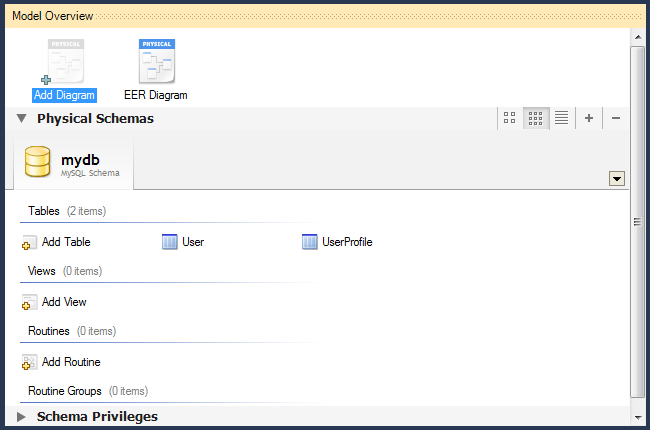 Model Overview
PHYSICAL PHYSICAL
Add Diagram EER Diagram
Physical Schemas
mydb
MySQL Schema
Tables (2 items)
Add Table User UserProfile
Views (0 items)
Add View
Routines (0 items)
Add Routine
Routine Groups (0 items)
Schema Privileges